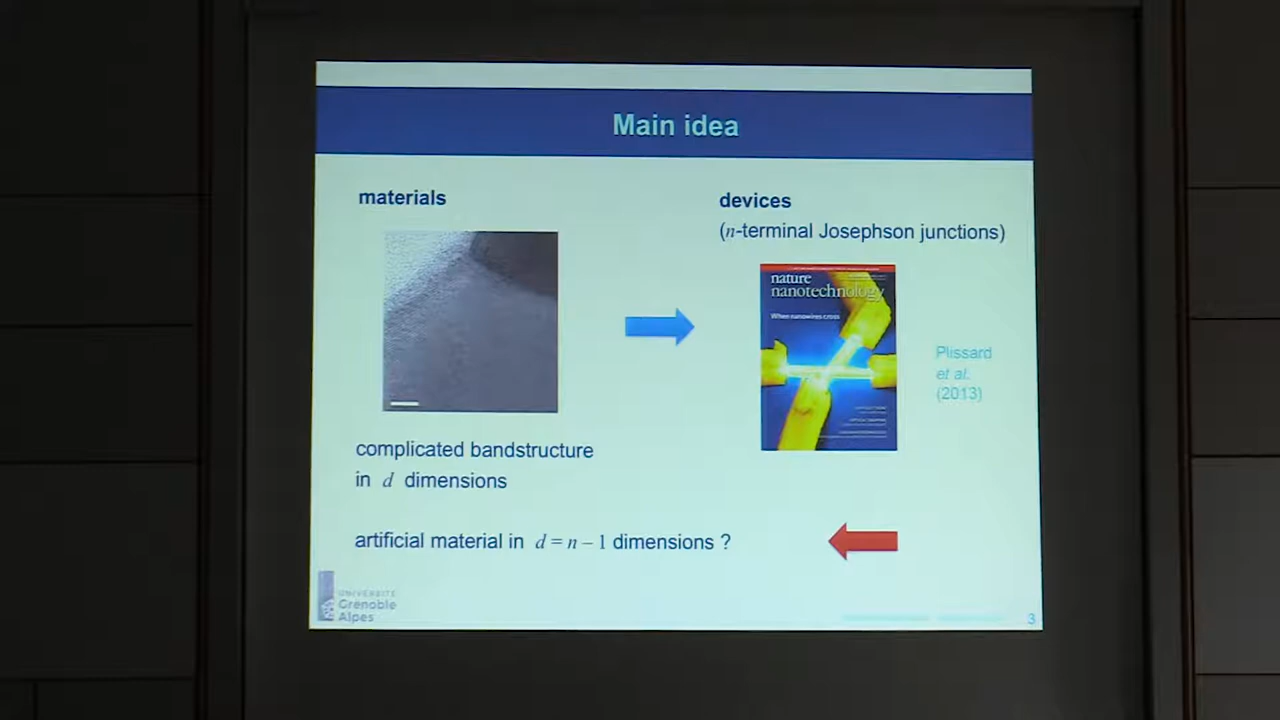 Main idea
materials
devices
(n-terminal Josephson junctions)
nature
nanotechnology
When nanowires cross
Plissard
et al.
(2013)
complicated bandstructure
in d dimensions
artificial material in d = n – 1 dimensions ?
UNIVERSITÉ
Grenoble
Alpes
3